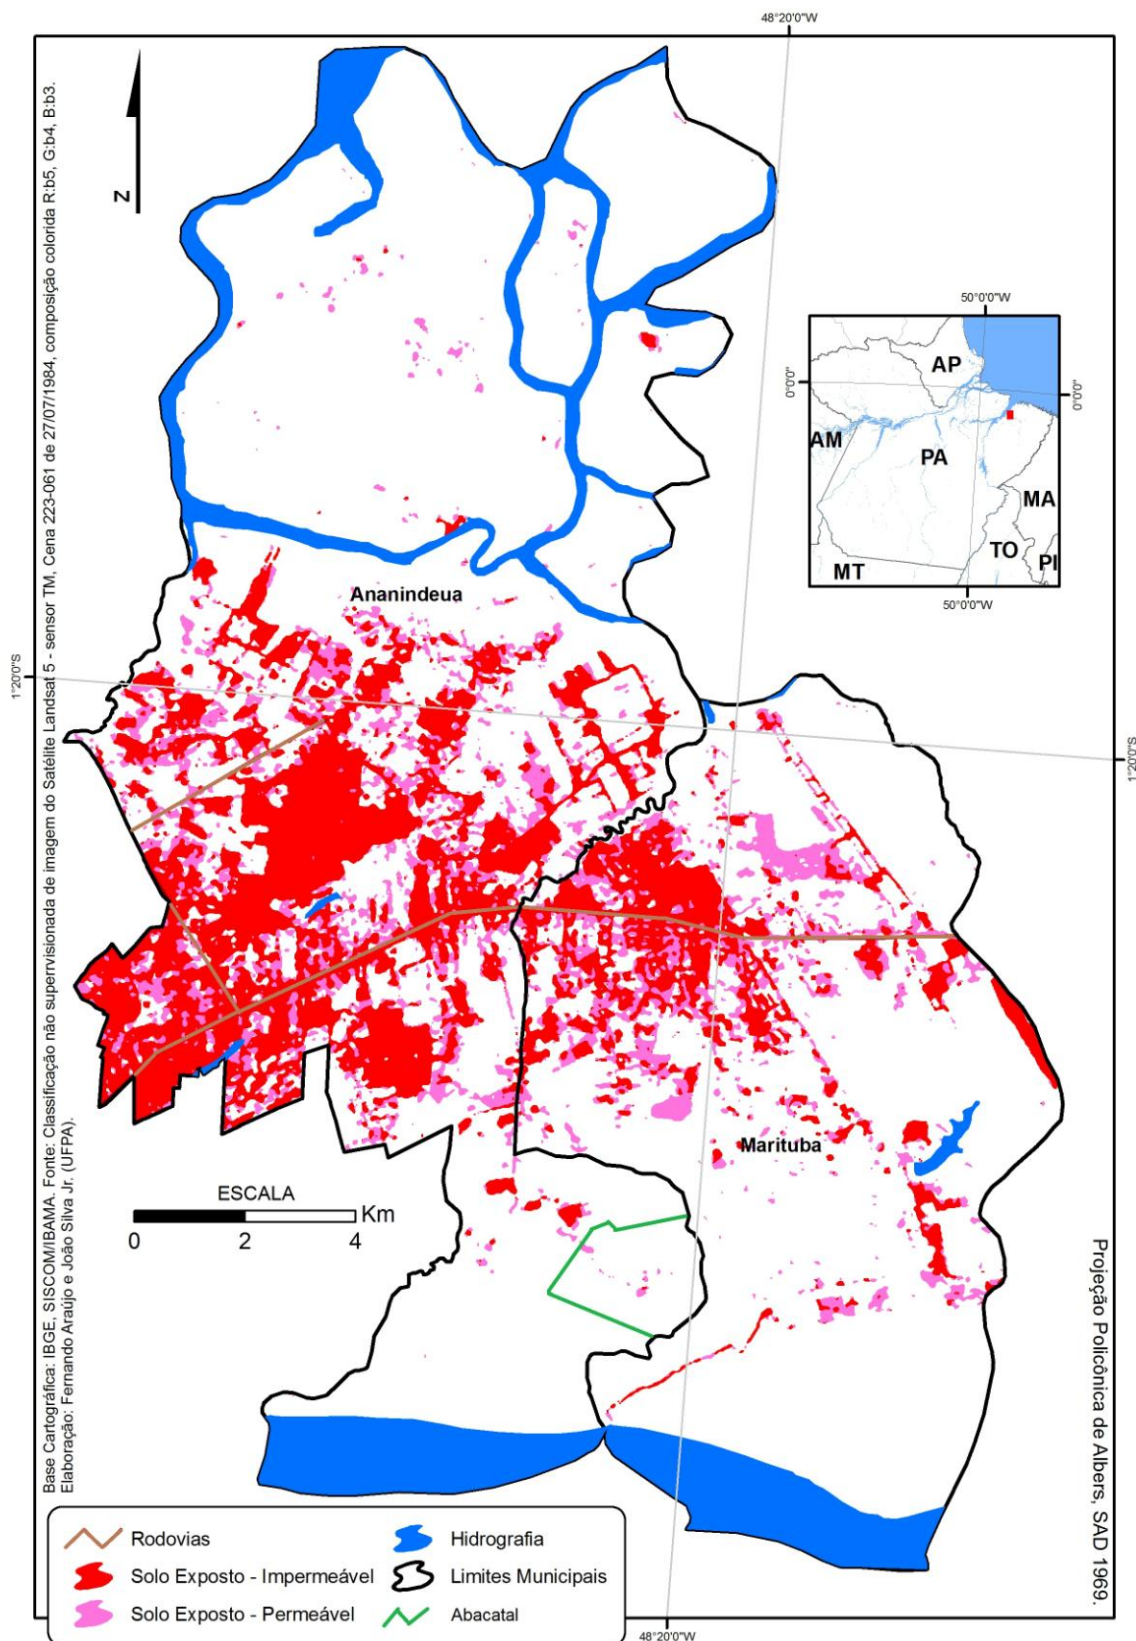 48°20'0"W
N
Base Cartográfica: IBGE, SISCOM/IBAMA. Fonte: Classificação não supervisionada de imagem do Satélite Landsat 5 - sensor TM, Cena 223-061 de 27/07/1984, composição colorida R:b5, G:b4, B:b3.
Elaboração: Fernando Araújo e João Silva Jr. (UFPA).
50°0'0"W
0°0'0"
0°0'0"
AP
AM
PA
MA
TO
PI
MT
50°0'0"W
Ananindeua
1°20'0"S
1°20'0"S
Marituba
ESCALA
Km
0 2 4
Projeção Policônica de Albers, SAD 1969.
Rodovias
Solo Exposto - Impermeável
Solo Exposto - Permeável
Hidrografia
Limites Municipais
Abacatal
48°20'0"W